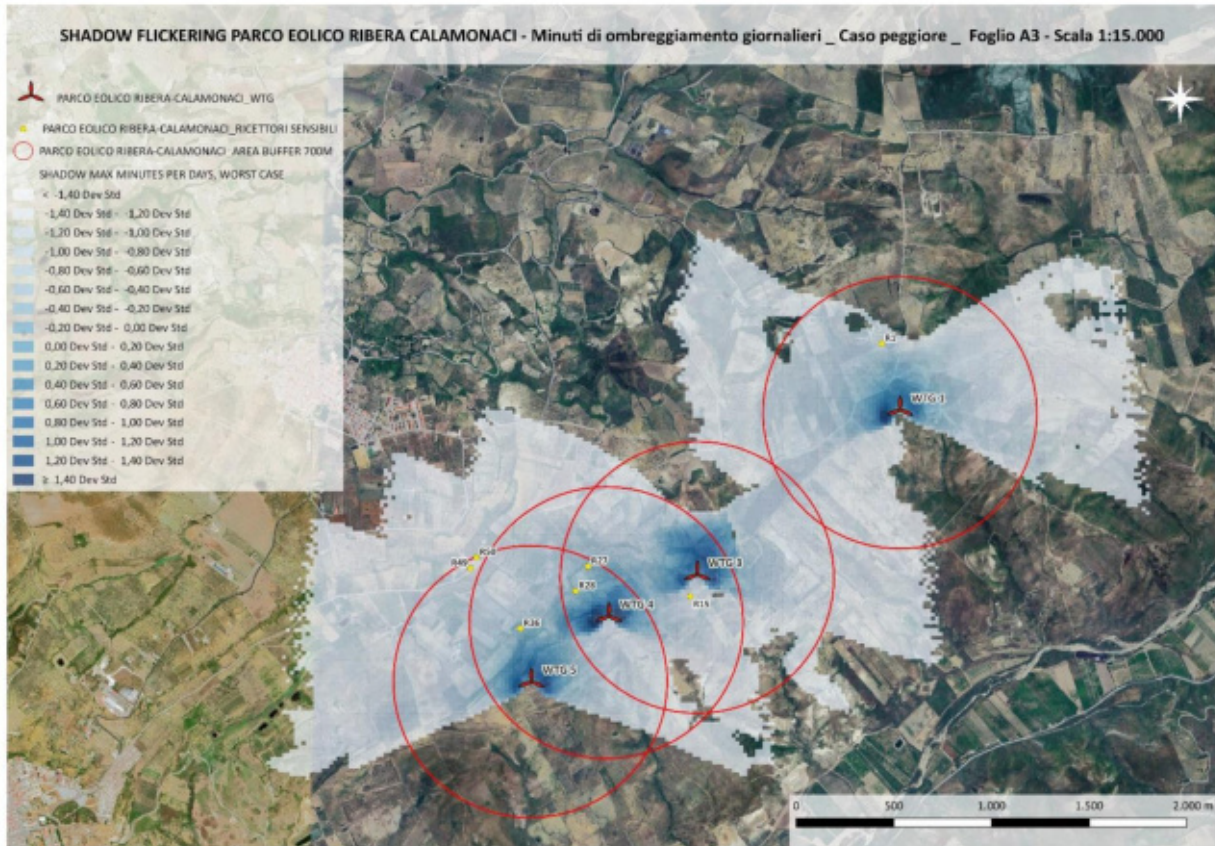 SHADOW FLICKERING PARCO EOLICO RIBERA CALAMONACI - Minuti di ombreggiamento giornalieri _ Caso peggiore _ Foglio A3 - Scala 1:15.000
PARCO EOLICO RIBERA-CALAMONACI_WTG
PARCO EOLICO RIBERA-CALAMONACI_RICETTORI SENSIBILI
PARCO EOLICO RIBERA-CALAMONACI AREA BUFFER 700M
SHADOW MAX MINUTES PER DAYS, WORST CASE
< -1,40 Dev Std
-1,40 Dev Std - -1,20 Dev Std
-1,20 Dev Std - -1,00 Dev Std
-1,00 Dev Std - -0,80 Dev Std
-0,80 Dev Std - -0,60 Dev Std
-0,60 Dev Std - -0,40 Dev Std
-0,40 Dev Std - -0,20 Dev Std
-0,20 Dev Std - 0,00 Dev Std
0,00 Dev Std - 0,20 Dev Std
0,20 Dev Std - 0,40 Dev Std
0,40 Dev Std - 0,60 Dev Std
0,60 Dev Std - 0,80 Dev Std
0,80 Dev Std - 1,00 Dev Std
1,00 Dev Std - 1,20 Dev Std
1,20 Dev Std - 1,40 Dev Std
≥ 1,40 Dev Std
WTG 1
R50
R49
R27
WTG 3
R28
R15
WTG 4
R36
WTG 5
0 500 1.000 1.500 2.000 m